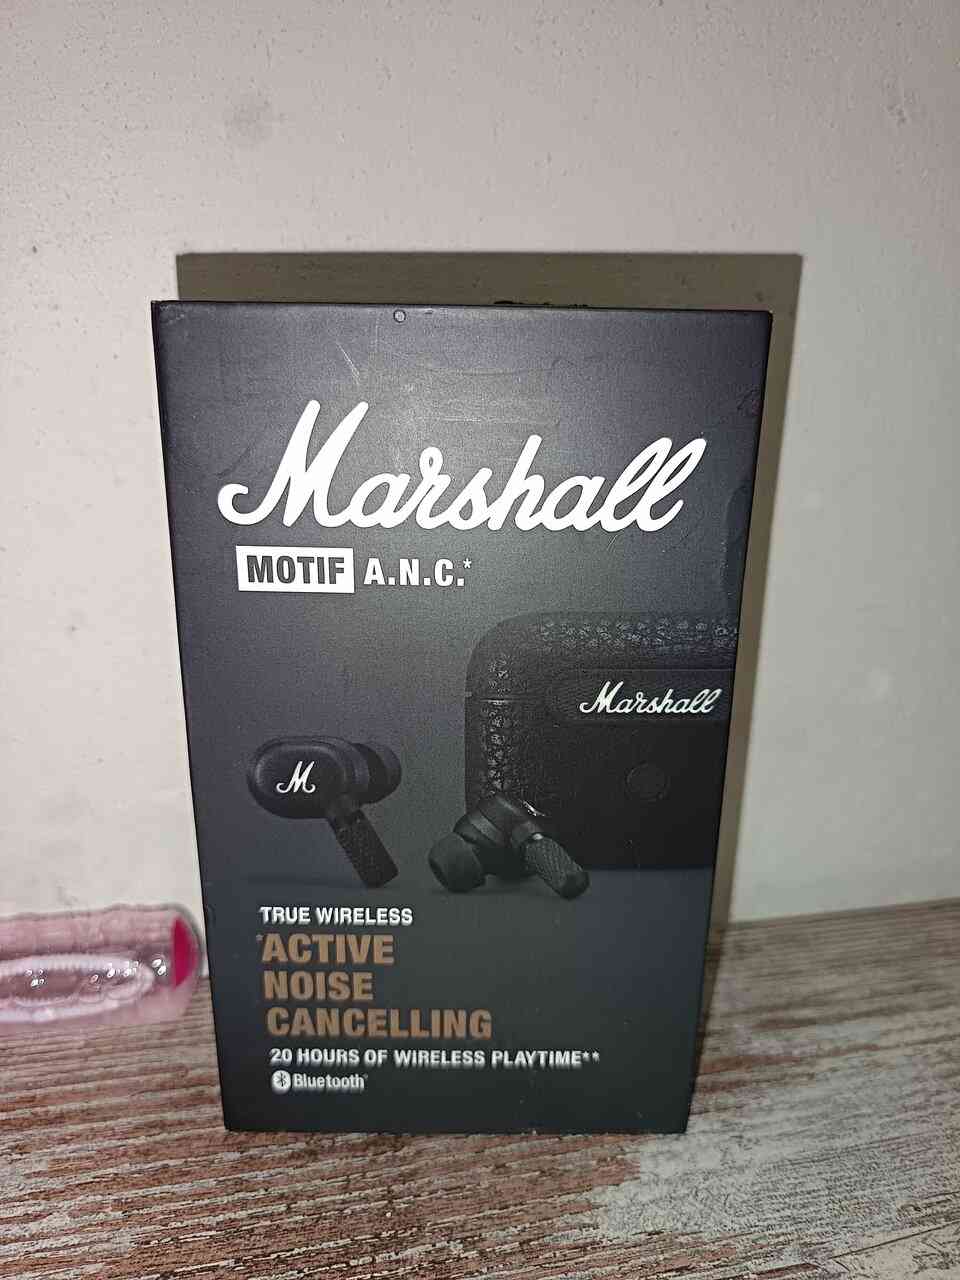 Marshall
MOTIF A.N.C.*
Marshall
M
TRUE WIRELESS
*ACTIVE
NOISE
CANCELLING
20 HOURS OF WIRELESS PLAYTIME**
Bluetooth®